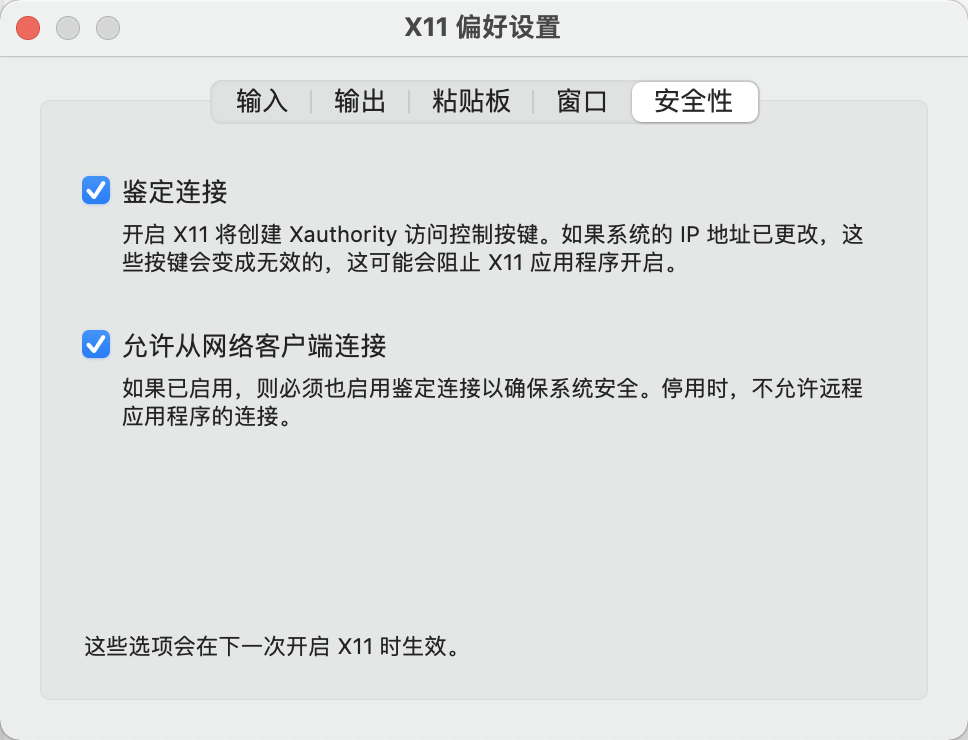 X11 偏好设置
输入
输出
粘贴板
窗口
安全性
鉴定连接
开启 X11 将创建 Xauthority 访问控制按键。如果系统的 IP 地址已更改，这
些按键会变成无效的，这可能会阻止 X11 应用程序开启。
允许从网络客户端连接
如果已启用，则必须也启用鉴定连接以确保系统安全。停用时，不允许远程
应用程序的连接。
这些选项会在下一次开启 X11 时生效。